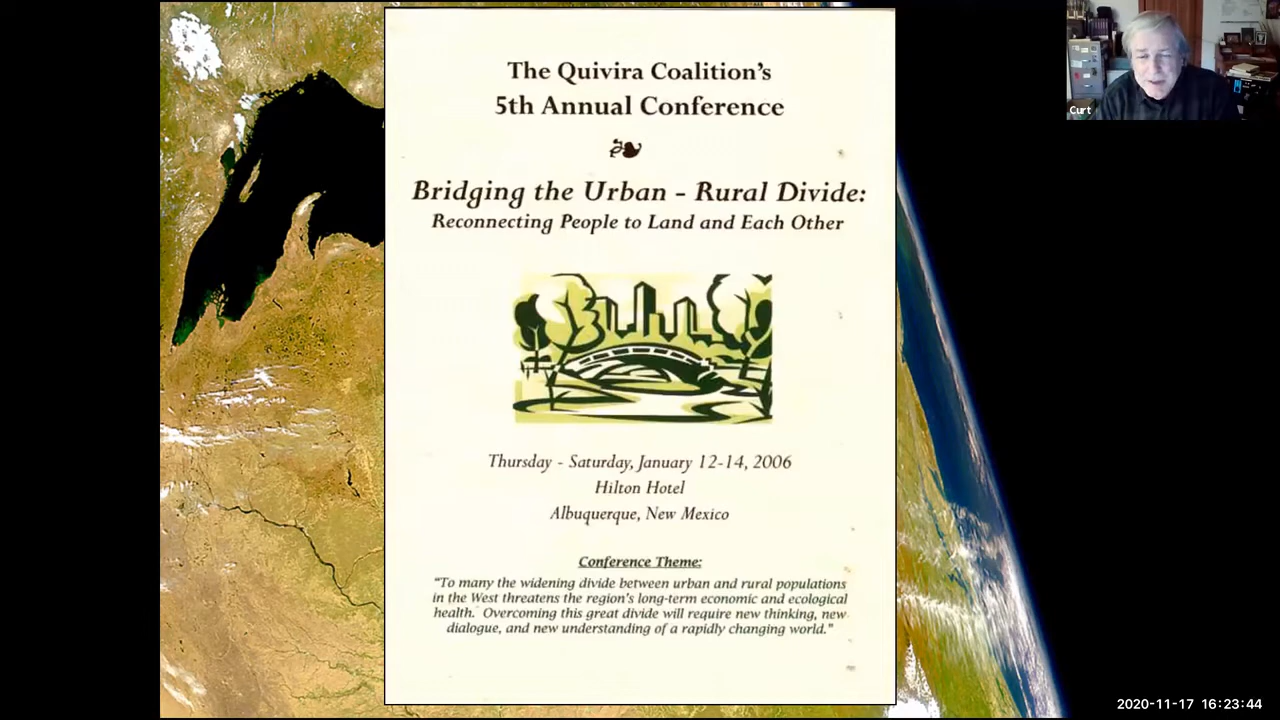 The Quivira Coalition's
5th Annual Conference
Bridging the Urban - Rural Divide:
Reconnecting People to Land and Each Other
Thursday - Saturday, January 12-14, 2006
Hilton Hotel
Albuquerque, New Mexico
Conference Theme:
"To many the widening divide between urban and rural populations
in the West threatens the region's long-term economic and ecological
health. Overcoming this great divide will require new thinking, new
dialogue, and new understanding of a rapidly changing world."
Curt
2020-11-17 16:23:44